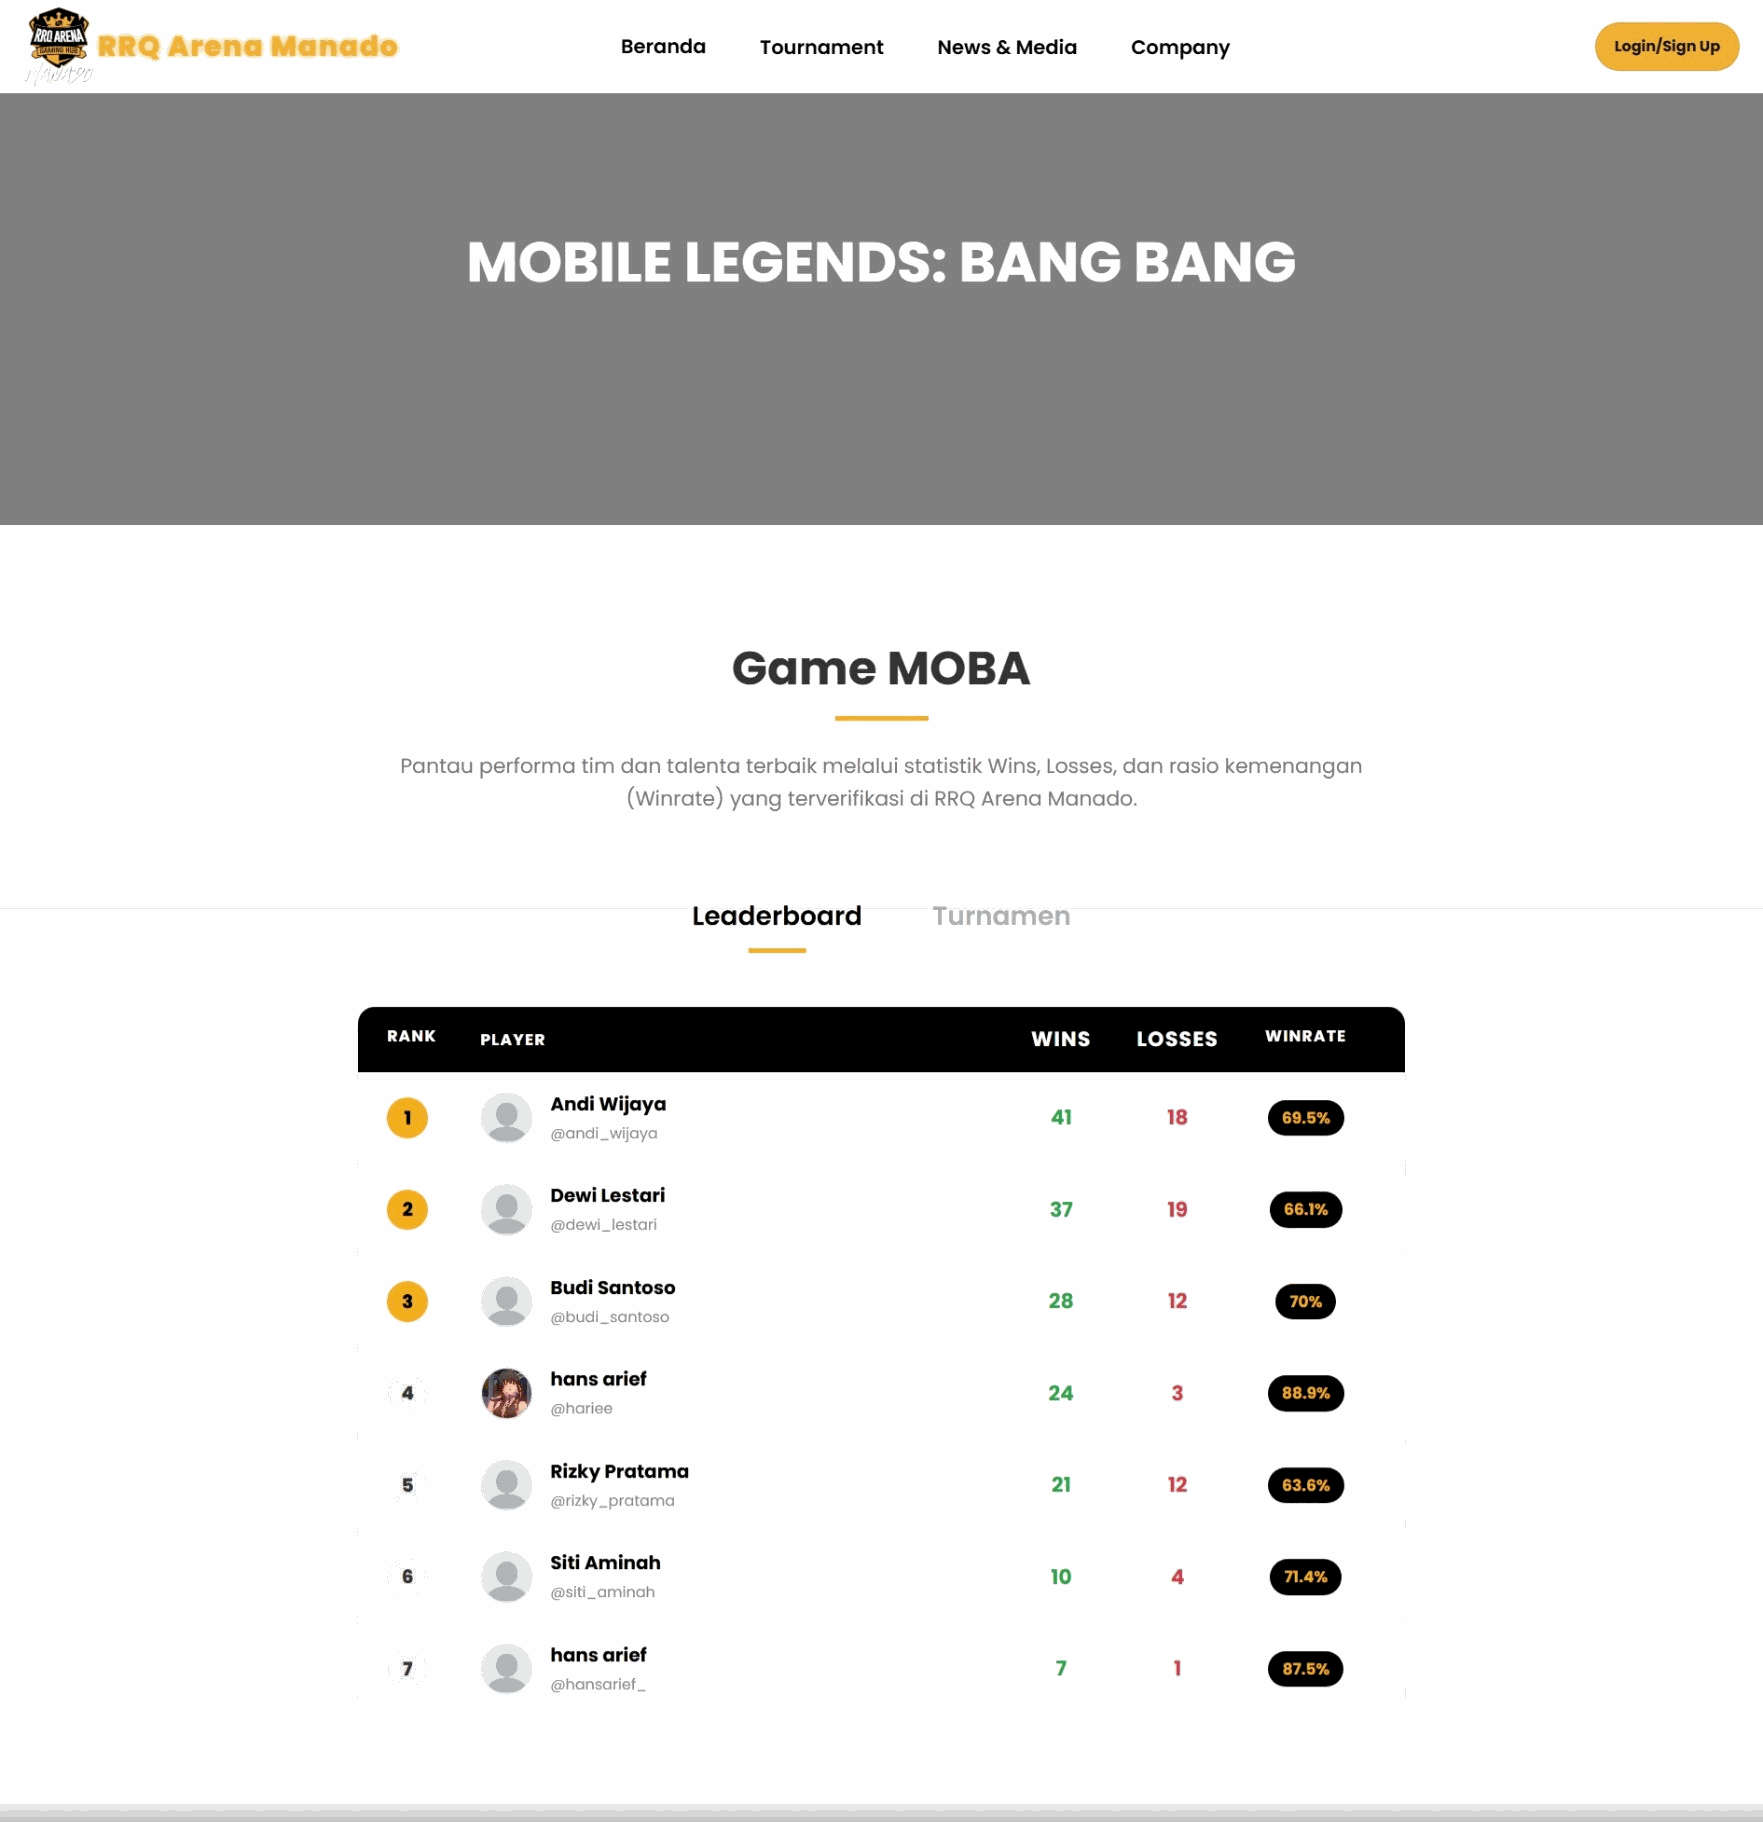 RRQ ARENA
GAMING HUB
MANADO
RRQ Arena Manado
Beranda
Tournament
News & Media
Company
Login/Sign Up
MOBILE LEGENDS: BANG BANG
Game MOBA
Pantau performa tim dan talenta terbaik melalui statistik Wins, Losses, dan rasio kemenangan
(Winrate) yang terverifikasi di RRQ Arena Manado.
Leaderboard
Turnamen
RANK PLAYER WINS LOSSES WINRATE
1 Andi Wijaya 41 18 69.5%
@andi_wijaya
2 Dewi Lestari 37 19 66.1%
@dewi_lestari
3 Budi Santoso 28 12 70%
@budi_santoso
4 hans arief 24 3 88.9%
@hariee
5 Rizky Pratama 21 12 63.6%
@rizky_pratama
6 Siti Aminah 10 4 71.4%
@siti_aminah
7 hans arief 7 1 87.5%
@hansarief_